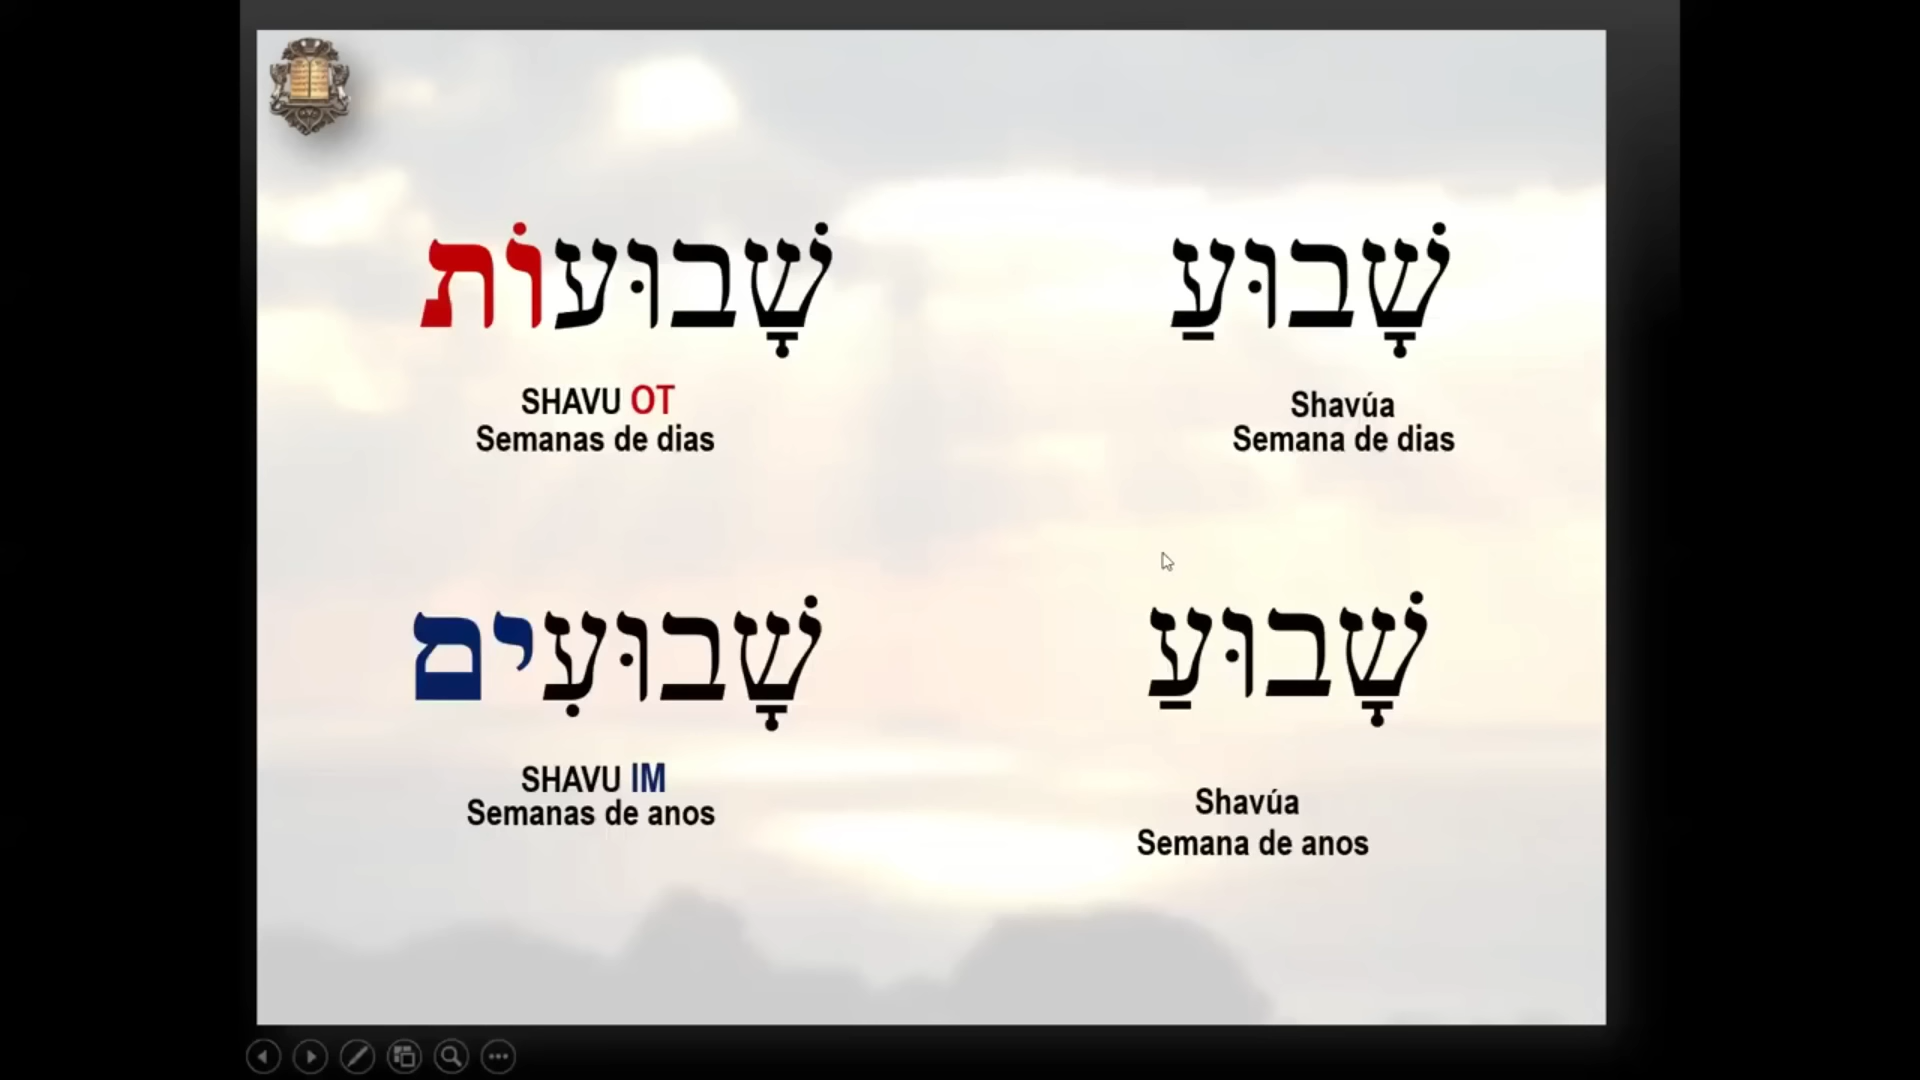 שָׁבוּעַ
שָׁבוּעוֹת
Shavúa
Semana de dias
SHAVU OT
Semanas de dias
שָׁבוּעַ
שָׁבוּעִים
Shavúa
Semana de anos
SHAVU IM
Semanas de anos